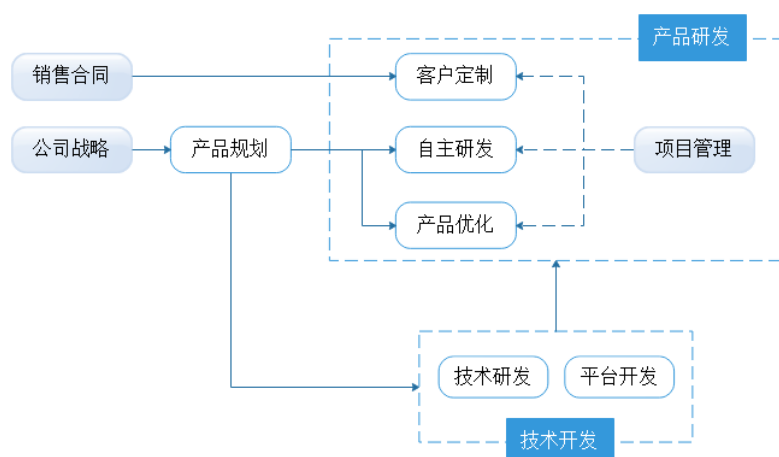 产品研发
销售合同
客户定制
公司战略
产品规划
自主研发
项目管理
产品优化
技术研发
平台开发
技术开发